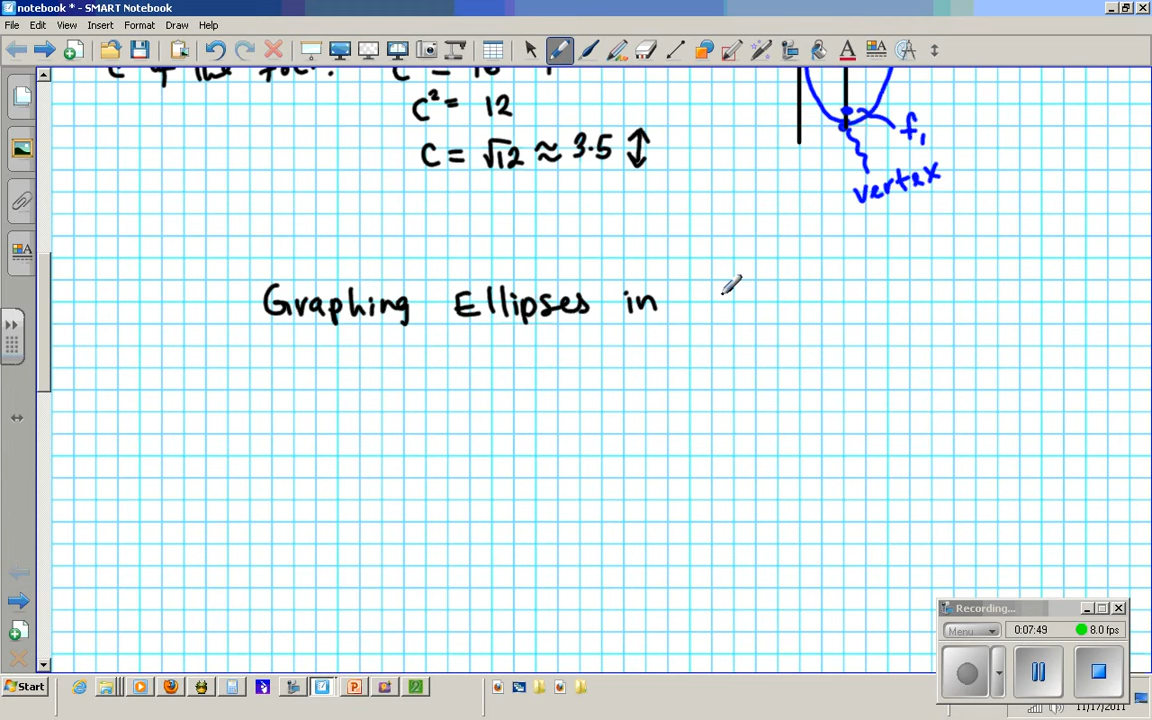 notebook * - SMART Notebook
File Edit View Insert Format Draw Help
C² = 12
C = √12 ≈ 3.5 ↕
f₁
vertex
Graphing Ellipses in
Recording...
Menu
0:07:49
8.0 fps
Start
11/17/2011